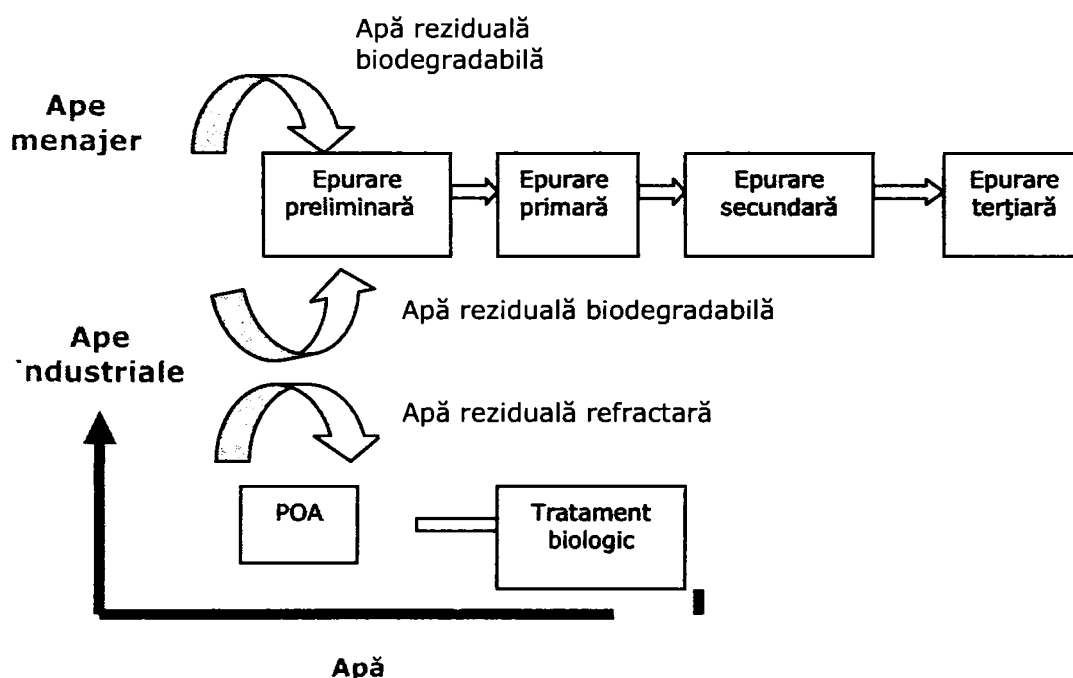 Apă reziduală
biodegradabilă
Ape
menajer
Epurare
preliminară
Epurare
primară
Epurare
secundară
Epurare
terţiară
Apă reziduală biodegradabilă
Ape
ndustriale
Apă reziduală refractară
POA
Tratament
biologic
Apă